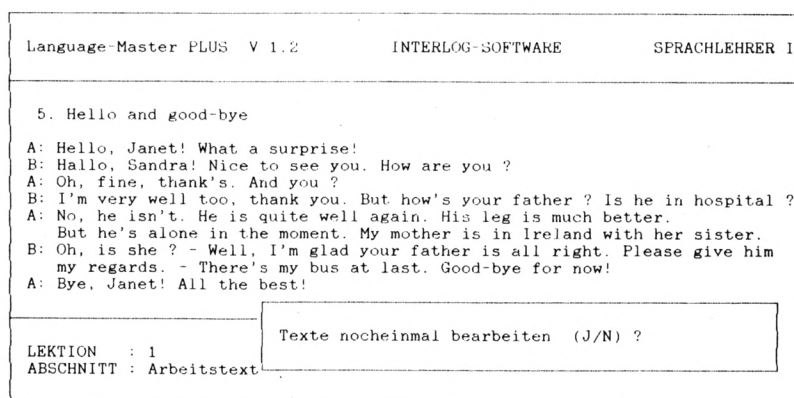 Language-Master PLUS V 1.2 INTERLOG-SOFTWARE SPRACHLEHRER I
5. Hello and good-bye
A: Hello, Janet! What a surprise!
B: Hallo, Sandra! Nice to see you. How are you ?
A: Oh, fine, thank's. And you ?
B: I'm very well too, thank you. But how's your father ? Is he in hospital ?
A: No, he isn't. He is quite well again. His leg is much better.
But he's alone in the moment. My mother is in Ireland with her sister.
B: Oh, is she ? - Well, I'm glad your father is all right. Please give him
my regards. - There's my bus at last. Good-bye for now!
A: Bye, Janet! All the best!
Texte nocheinmal bearbeiten (J/N) ?
LEKTION : 1
ABSCHNITT : Arbeitstext